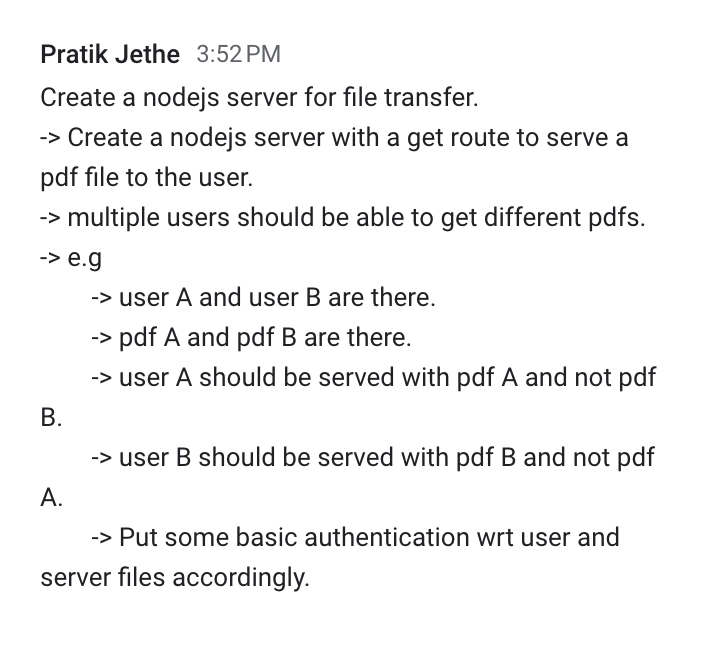 Pratik Jethe 3:52 PM
Create a nodejs server for file transfer.
-> Create a nodejs server with a get route to serve a
pdf file to the user.
-> multiple users should be able to get different pdfs.
-> e.g
-> user A and user B are there.
-> pdf A and pdf B are there.
-> user A should be served with pdf A and not pdf
B.
-> user B should be served with pdf B and not pdf
A.
-> Put some basic authentication wrt user and
server files accordingly.